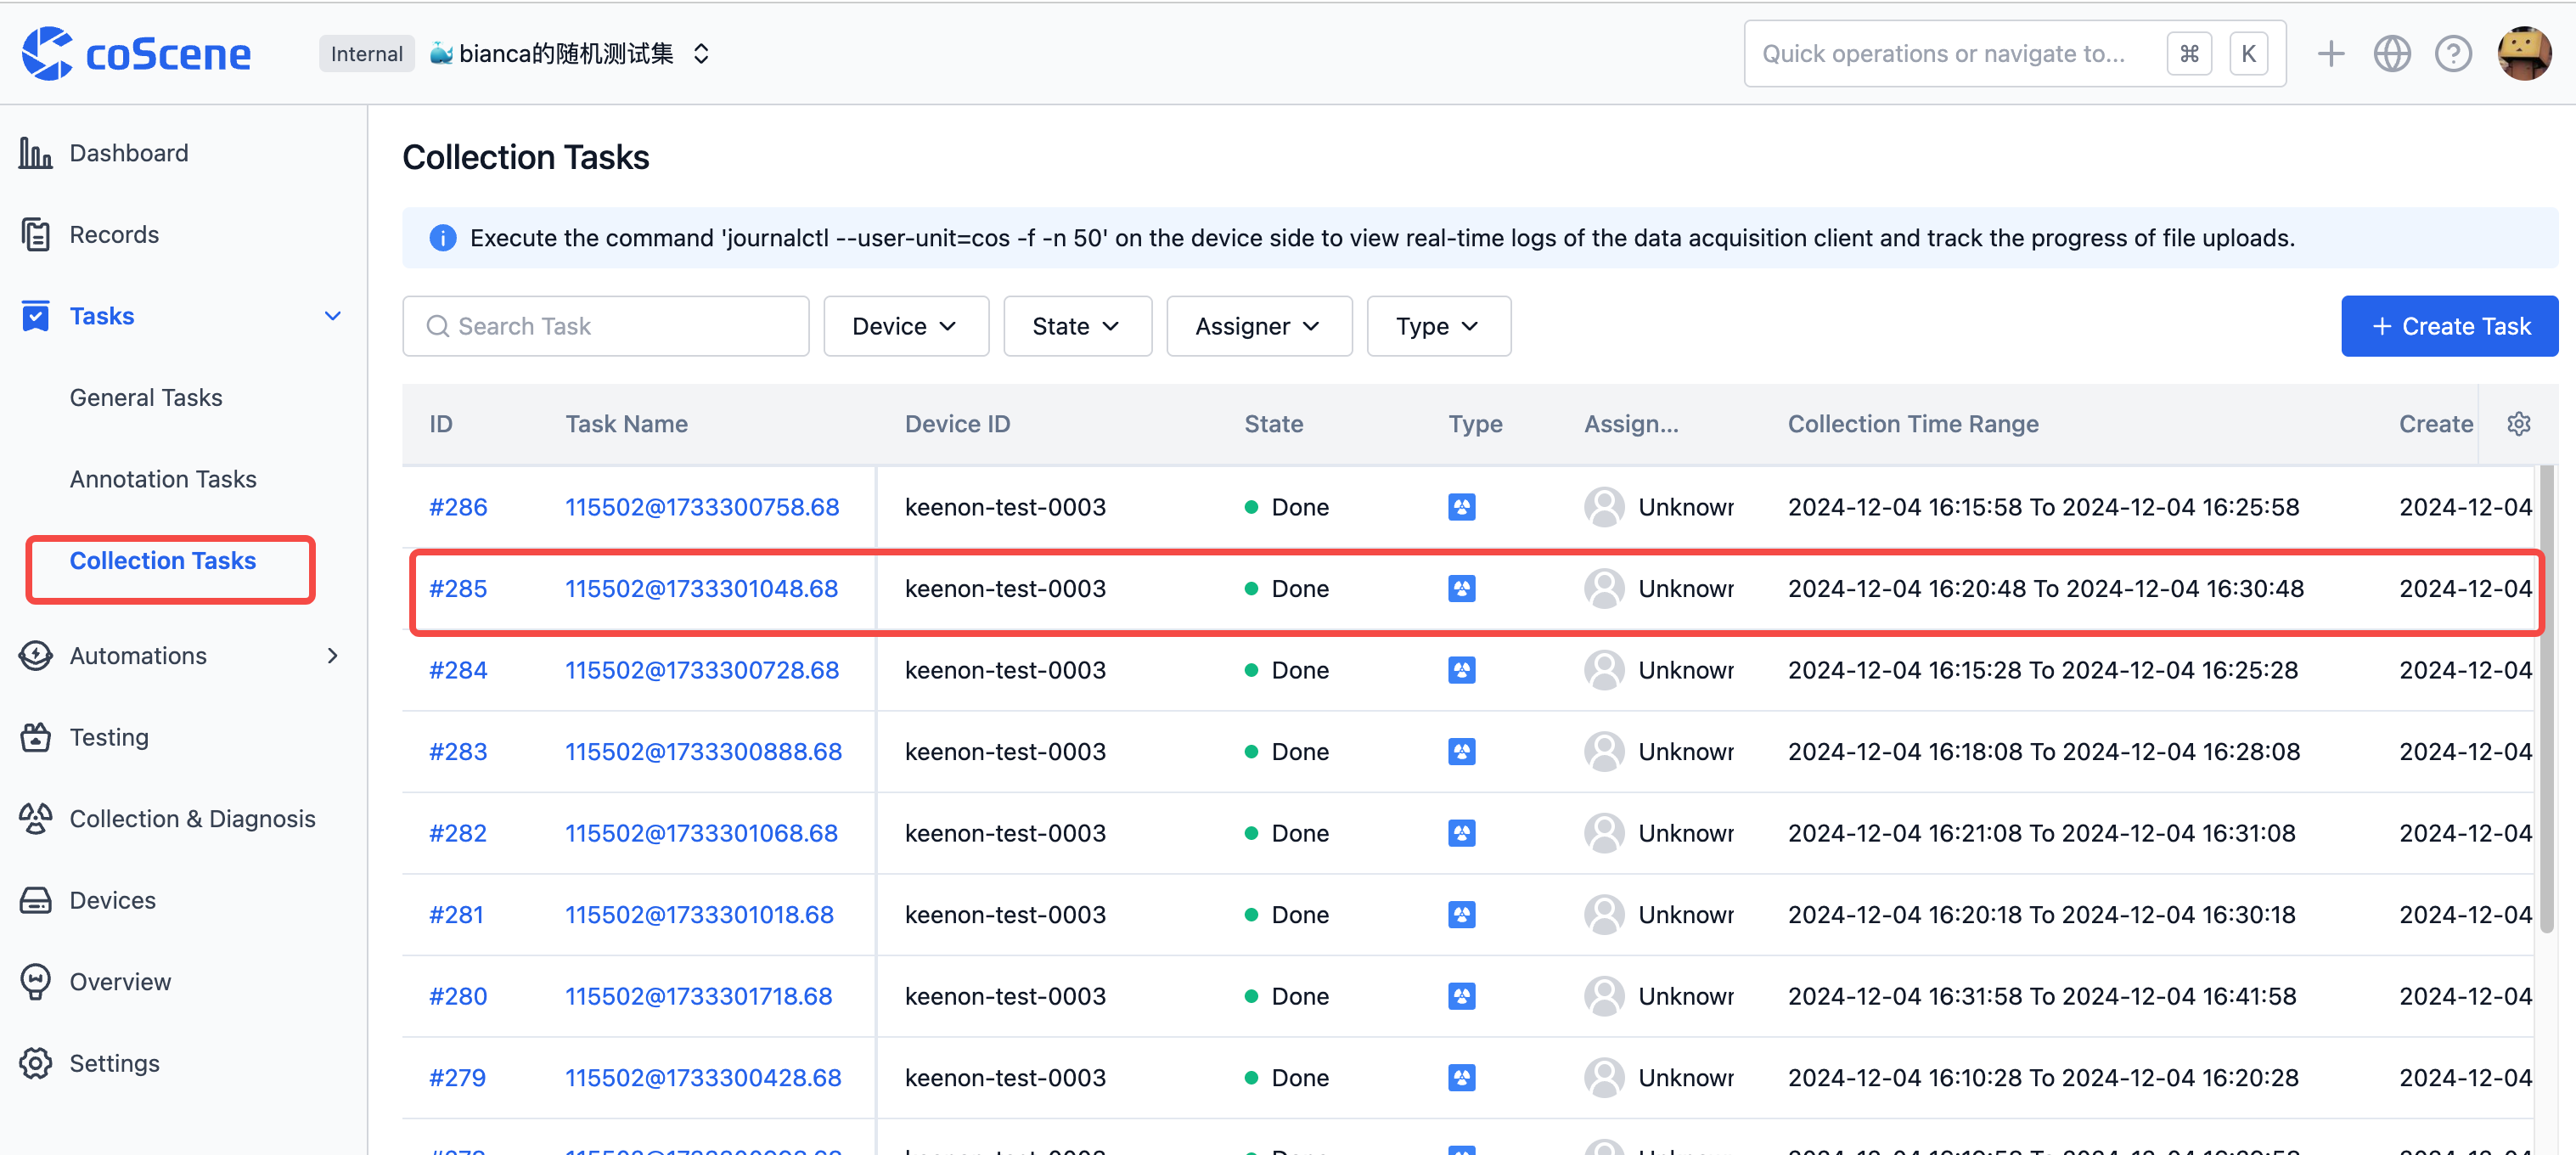 coScene
Internal bianca的随机测试集
Quick operations or navigate to... ⌘ K
Dashboard
Records
Tasks
General Tasks
Annotation Tasks
Collection Tasks
Automations
Testing
Collection & Diagnosis
Devices
Overview
Settings
Collection Tasks
Execute the command 'journalctl --user-unit=cos -f -n 50' on the device side to view real-time logs of the data acquisition client and track the progress of file uploads.
Search Task Device State Assigner Type + Create Task
ID Task Name Device ID State Type Assign... Collection Time Range Create
#286 115502@1733300758.68 keenon-test-0003 Done Unknowr 2024-12-04 16:15:58 To 2024-12-04 16:25:58 2024-12-04
#285 115502@1733301048.68 keenon-test-0003 Done Unknowr 2024-12-04 16:20:48 To 2024-12-04 16:30:48 2024-12-04
#284 115502@1733300728.68 keenon-test-0003 Done Unknowr 2024-12-04 16:15:28 To 2024-12-04 16:25:28 2024-12-04
#283 115502@1733300888.68 keenon-test-0003 Done Unknowr 2024-12-04 16:18:08 To 2024-12-04 16:28:08 2024-12-04
#282 115502@1733301068.68 keenon-test-0003 Done Unknowr 2024-12-04 16:21:08 To 2024-12-04 16:31:08 2024-12-04
#281 115502@1733301018.68 keenon-test-0003 Done Unknowr 2024-12-04 16:20:18 To 2024-12-04 16:30:18 2024-12-04
#280 115502@1733301718.68 keenon-test-0003 Done Unknowr 2024-12-04 16:31:58 To 2024-12-04 16:41:58 2024-12-04
#279 115502@1733300428.68 keenon-test-0003 Done Unknowr 2024-12-04 16:10:28 To 2024-12-04 16:20:28 2024-12-04